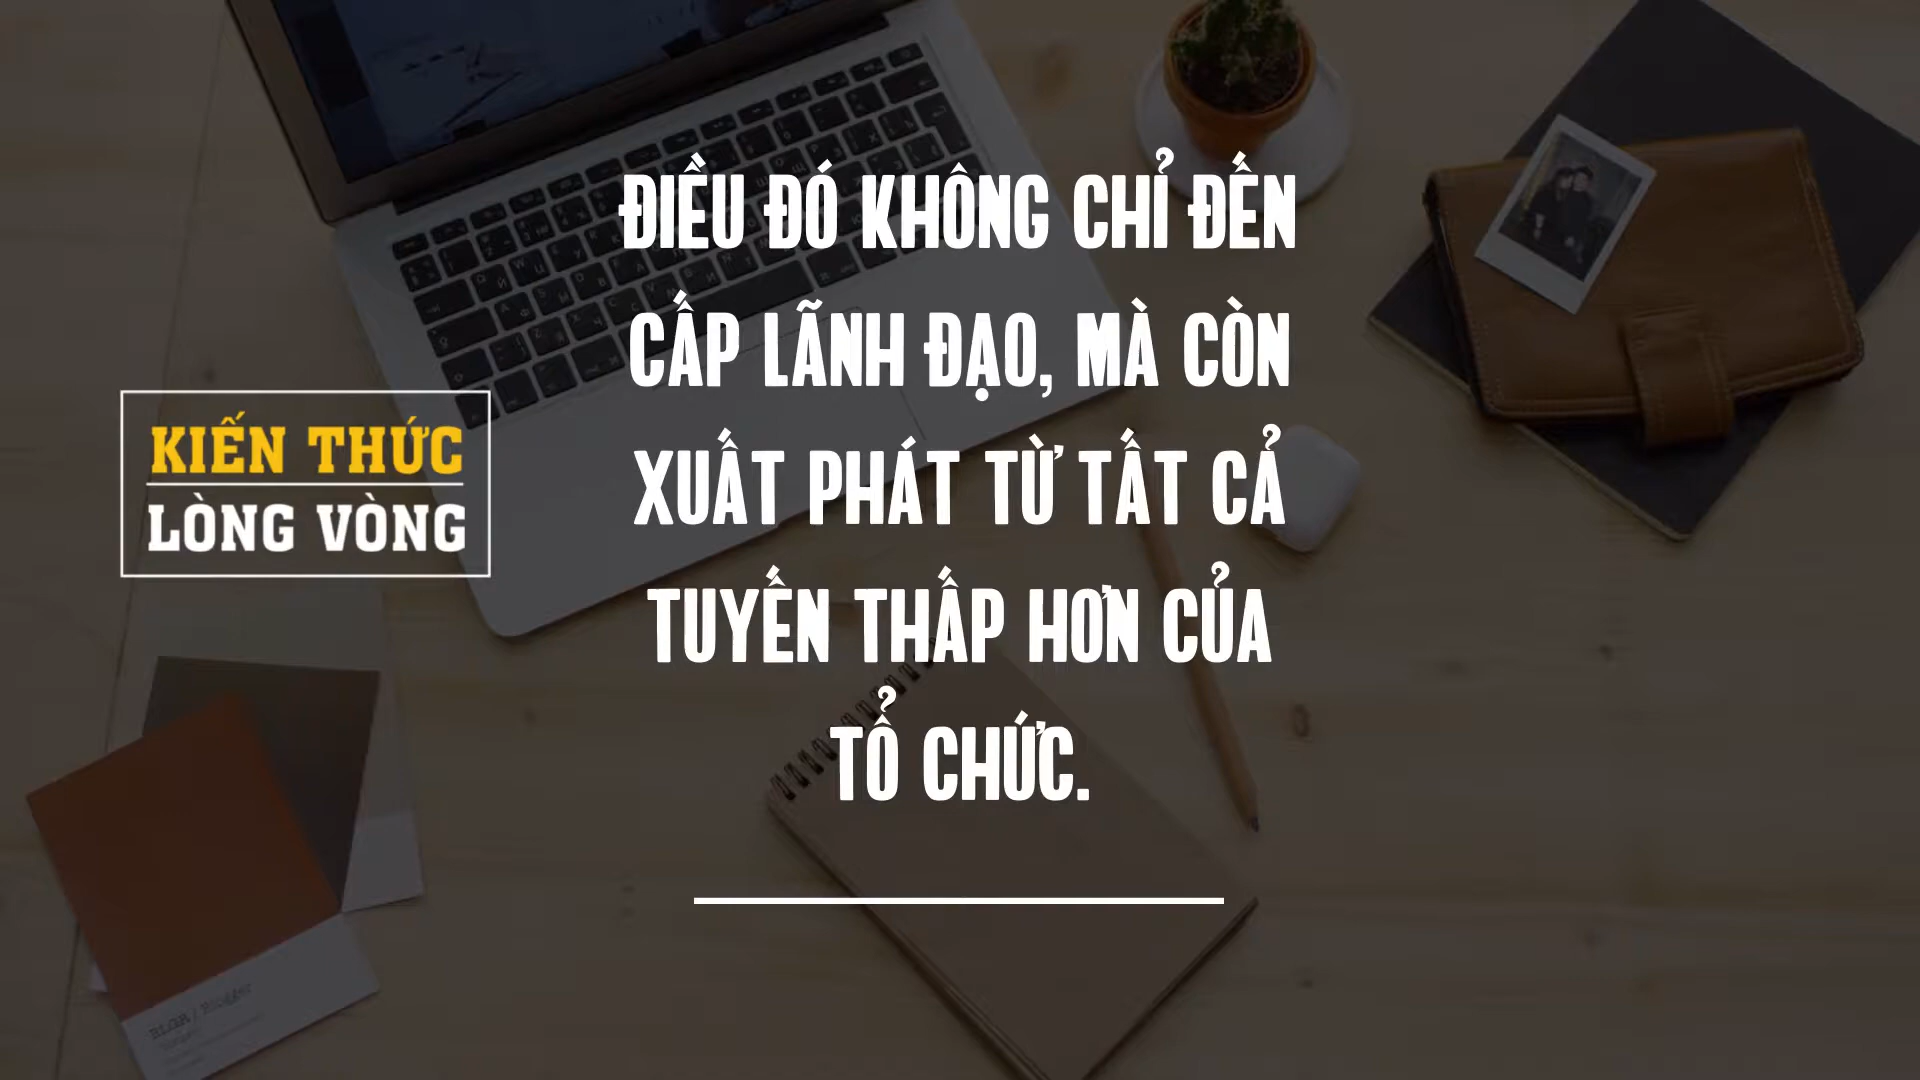 ĐIỀU ĐÓ KHÔNG CHỈ ĐẾN
CẤP LÃNH ĐẠO, MÀ CÒN
XUẤT PHÁT TỪ TẤT CẢ
TUYẾN THẤP HƠN CỦA
TỔ CHỨC.
KIẾN THỨC
LÒNG VÒNG